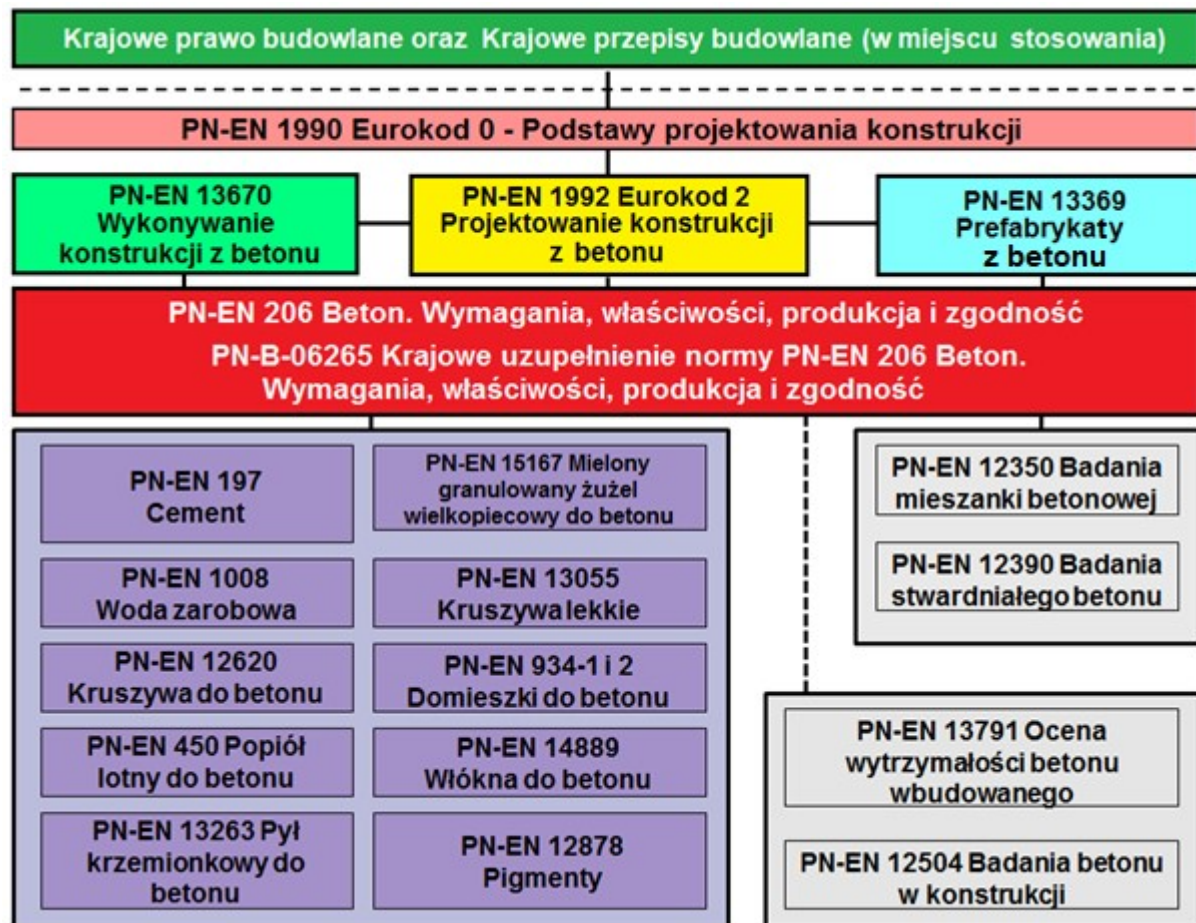 Krajowe prawo budowlane oraz Krajowe przepisy budowlane (w miejscu stosowania)
PN-EN 1990 Eurokod 0 - Podstawy projektowania konstrukcji
PN-EN 13670
Wykonywanie
konstrukcji z betonu
PN-EN 1992 Eurokod 2
Projektowanie konstrukcji
z betonu
PN-EN 13369
Prefabrykaty
z betonu
PN-EN 206 Beton. Wymagania, właściwości, produkcja i zgodność
PN-B-06265 Krajowe uzupełnienie normy PN-EN 206 Beton.
Wymagania, właściwości, produkcja i zgodność
PN-EN 197
Cement
PN-EN 15167 Mielony
granulowany żużel
wielkopiecowy do betonu
PN-EN 1008
Woda zarobowa
PN-EN 13055
Kruszywa lekkie
PN-EN 12620
Kruszywa do betonu
PN-EN 934-1 i 2
Domieszki do betonu
PN-EN 450 Popiół
lotny do betonu
PN-EN 14889
Włókna do betonu
PN-EN 13263 Pył
krzemionkowy do
betonu
PN-EN 12878
Pigmenty
PN-EN 12350 Badania
mieszanki betonowej
PN-EN 12390 Badania
stwardniałego betonu
PN-EN 13791 Ocena
wytrzymałości betonu
wbudowanego
PN-EN 12504 Badania betonu
w konstrukcji